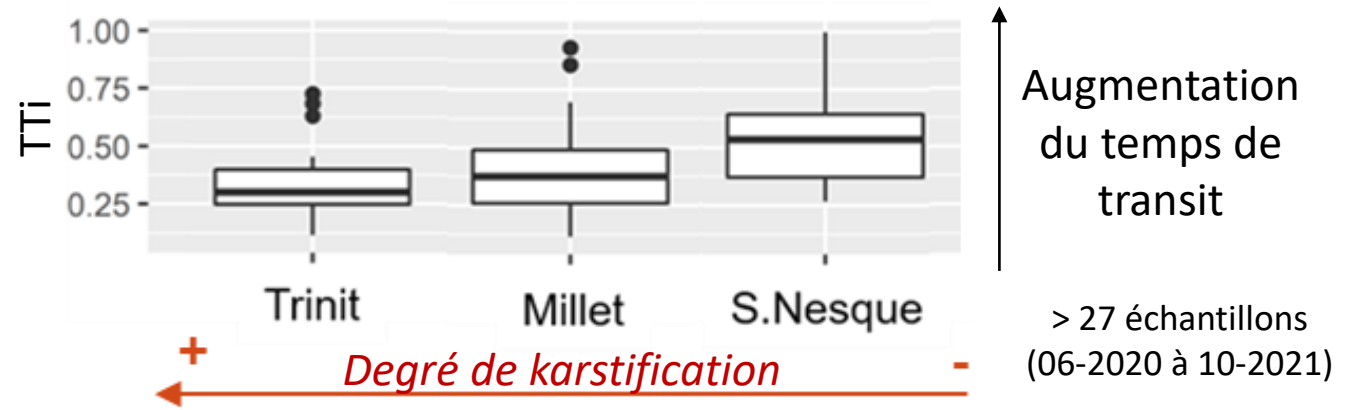 1.00
0.75
0.50
0.25
TTi
Trinit
Millet
S.Nesque
+
Degré de karstification
-
Augmentation
du temps de
transit
> 27 échantillons
(06-2020 à 10-2021)